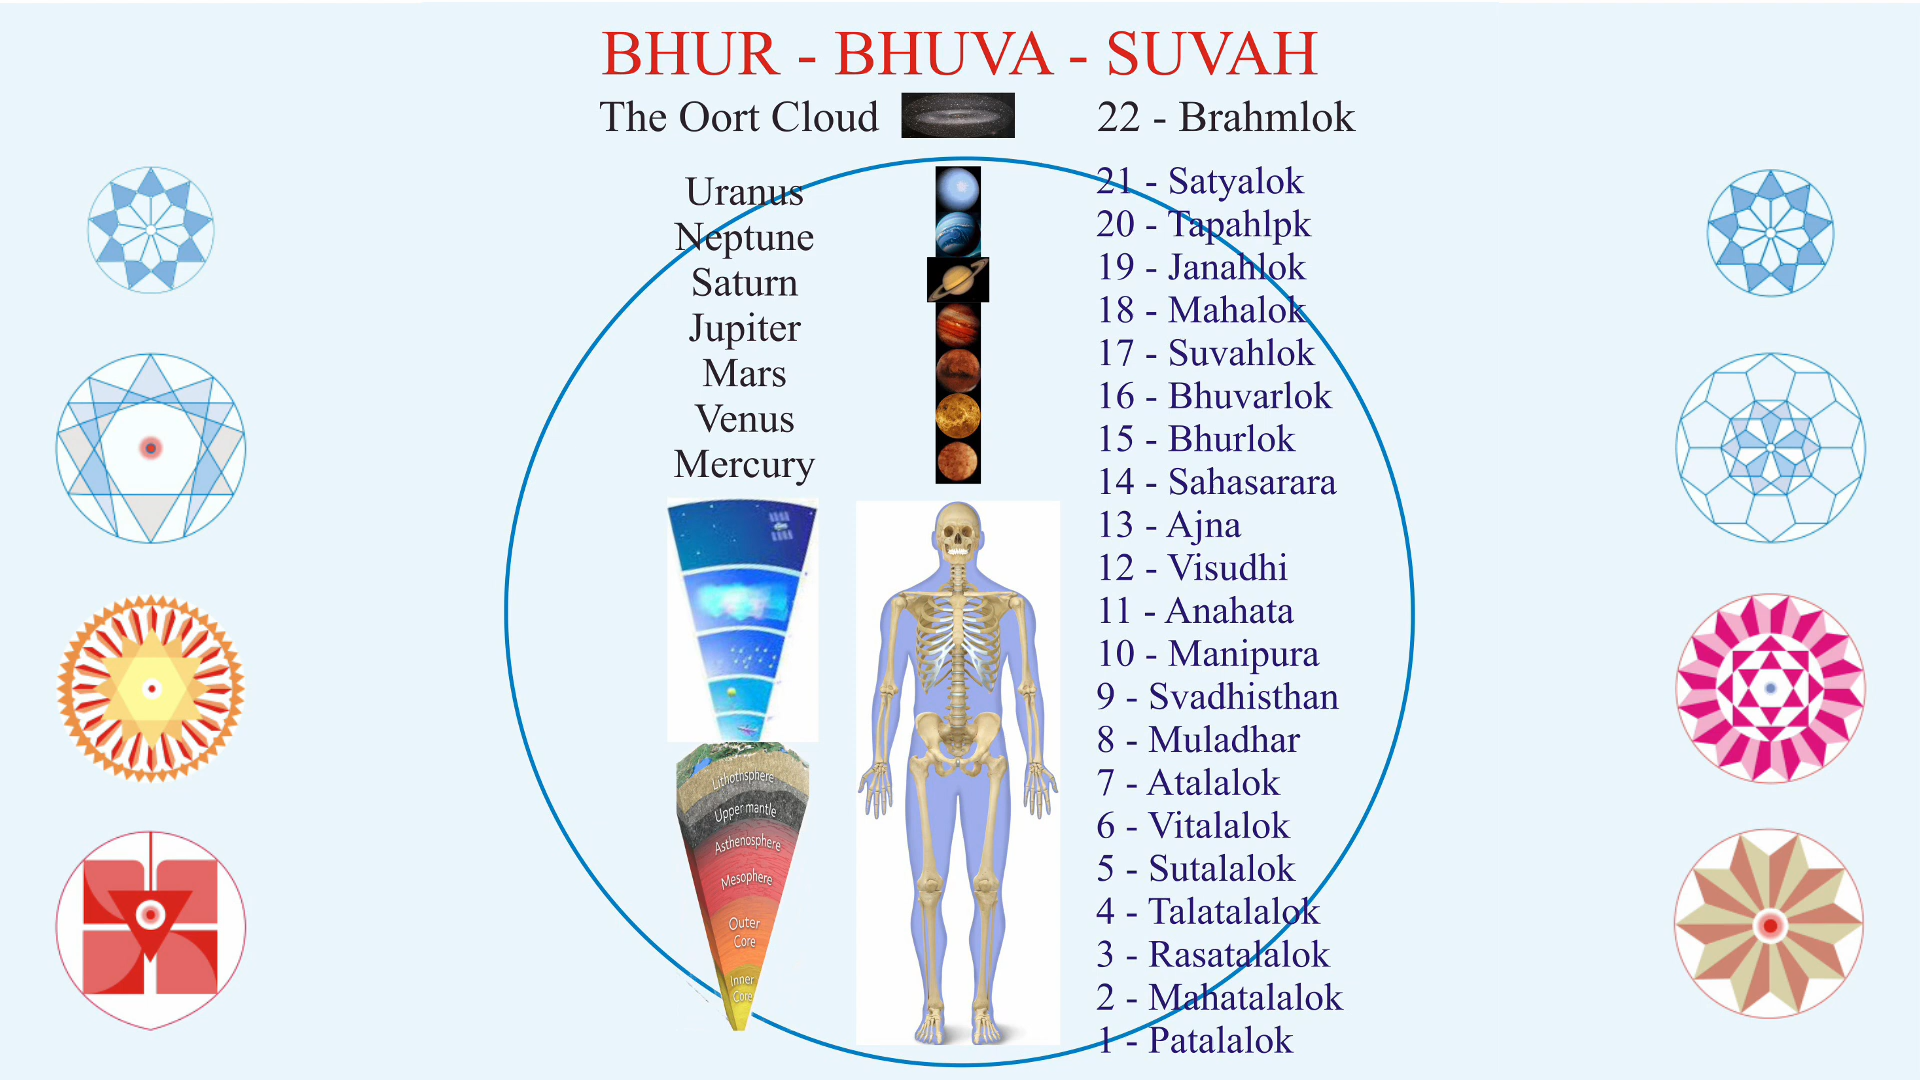 BHUR - BHUVA - SUVAH
The Oort Cloud
22 - Brahmlok
Uranus
Neptune
Saturn
Jupiter
Mars
Venus
Mercury
Lithothsphere
Upper mantle
Asthenosphere
Mesophere
Outer
Core
Inner
Core
21 - Satyalok
20 - Tapahlpk
19 - Janahlok
18 - Mahalok
17 - Suvahlok
16 - Bhuvarlok
15 - Bhurlok
14 - Sahasarara
13 - Ajna
12 - Visudhi
11 - Anahata
10 - Manipura
9 - Svadhisthan
8 - Muladhar
7 - Atalalok
6 - Vitalalok
5 - Sutalalok
4 - Talatalalok
3 - Rasatalalok
2 - Mahatalalok
1 - Patalalok